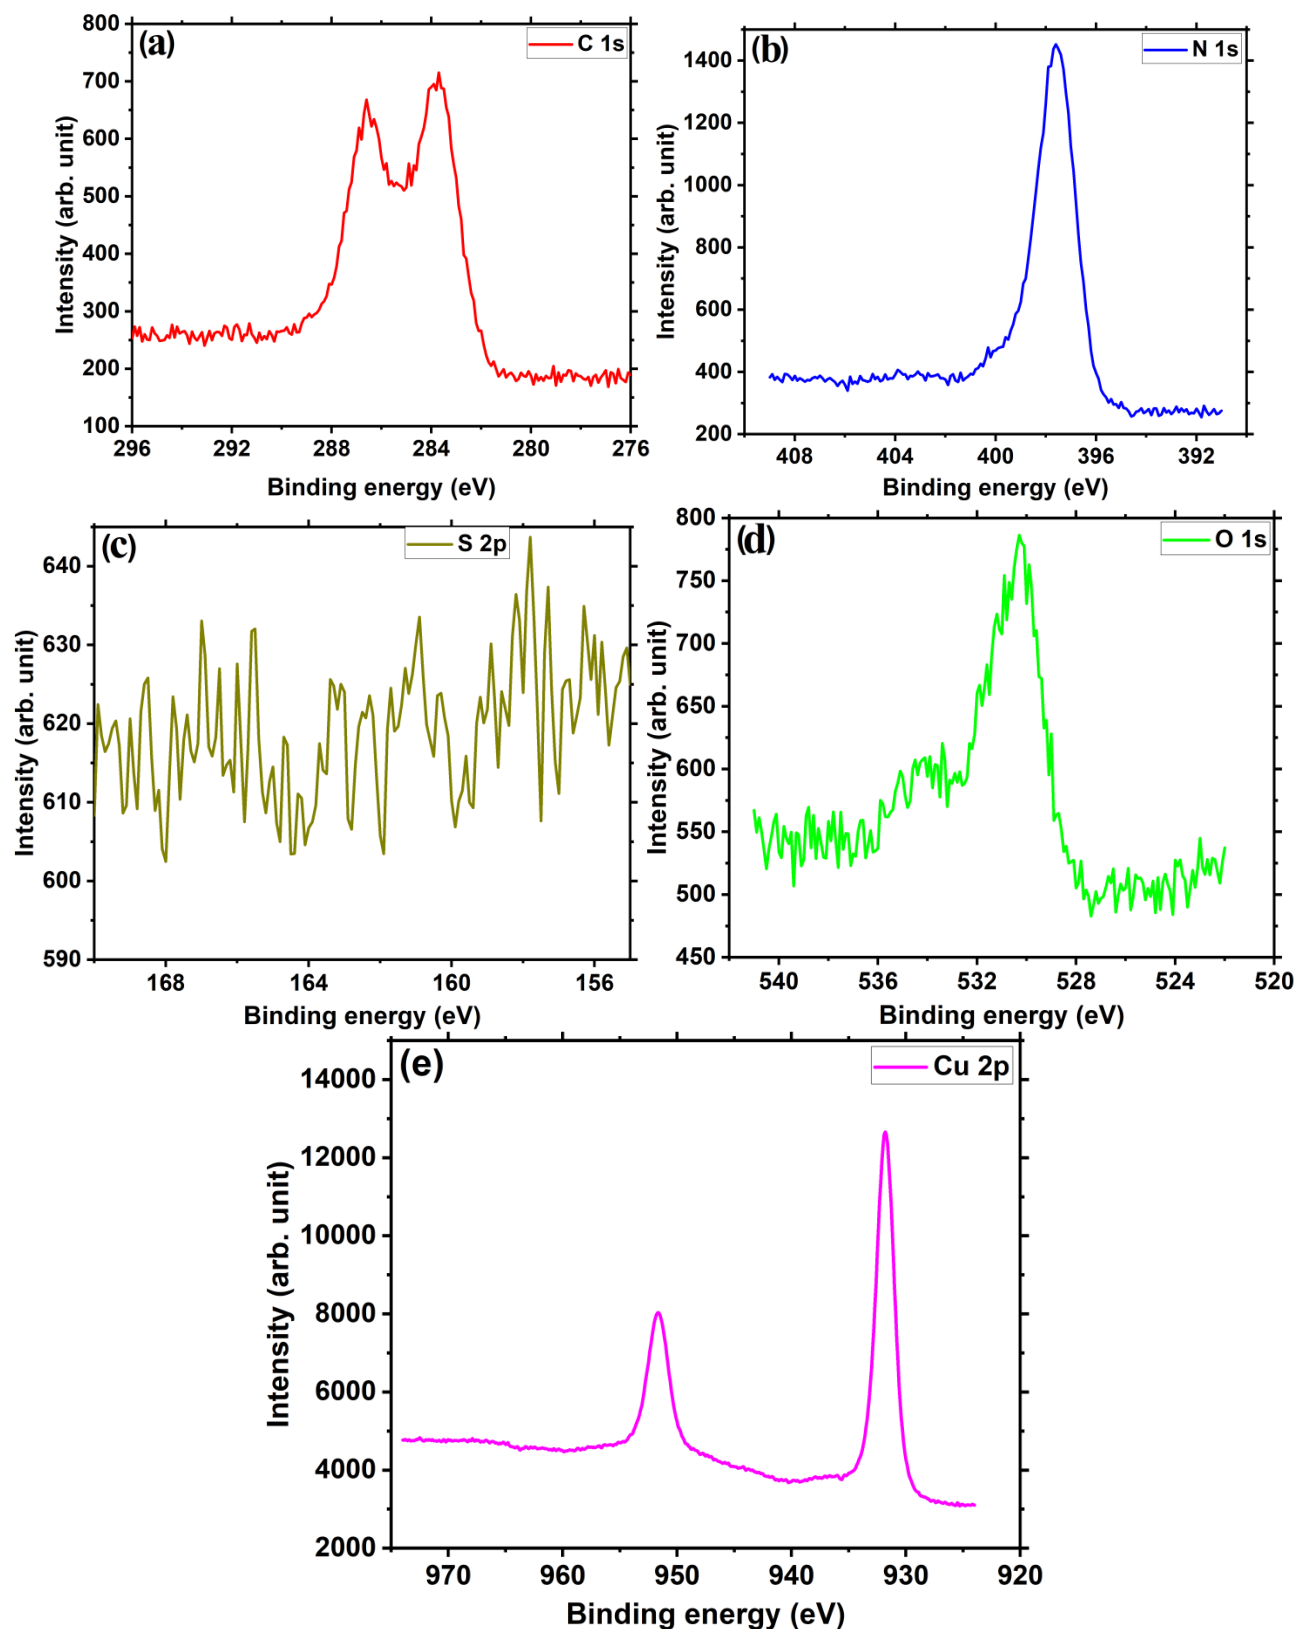 (a)
C 1s
800
700
600
500
400
300
200
100
296 292 288 284 280 276
Binding energy (eV)
Intensity (arb. unit)
(b)
N 1s
1400
1200
1000
800
600
400
200
408 404 400 396 392
Binding energy (eV)
Intensity (arb. unit)
(c)
S 2p
640
630
620
610
600
590
168 164 160 156
Binding energy (eV)
Intensity (arb. unit)
(d)
O 1s
800
750
700
650
600
550
500
450
540 536 532 528 524 520
Binding energy (eV)
Intensity (arb. unit)
(e)
Cu 2p
14000
12000
10000
8000
6000
4000
2000
970 960 950 940 930 920
Binding energy (eV)
Intensity (arb. unit)